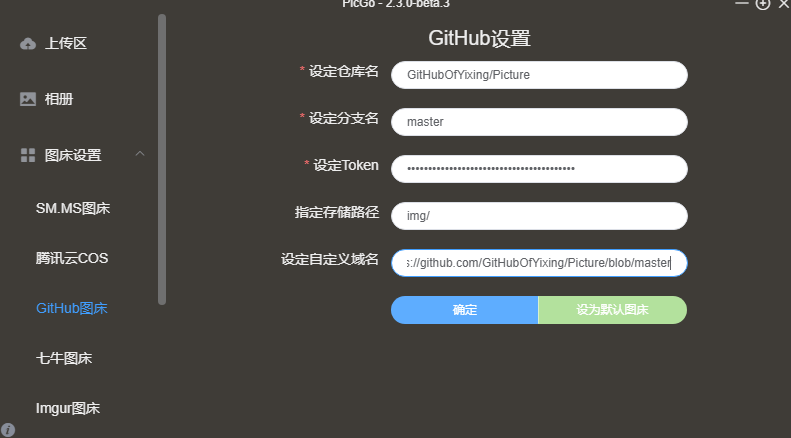 PicGo - 2.3.0-beta.3
上传区
相册
图床设置
SM.MS图床
腾讯云COS
GitHub图床
七牛图床
Imgur图床
GitHub设置
* 设定仓库名
GitHubOfYixing/Picture
* 设定分支名
master
* 设定Token
••••••••••••••••••••••••••••••••••••••••
指定存储路径
img/
设定自定义域名
s://github.com/GitHubOfYixing/Picture/blob/master
确定
设为默认图床